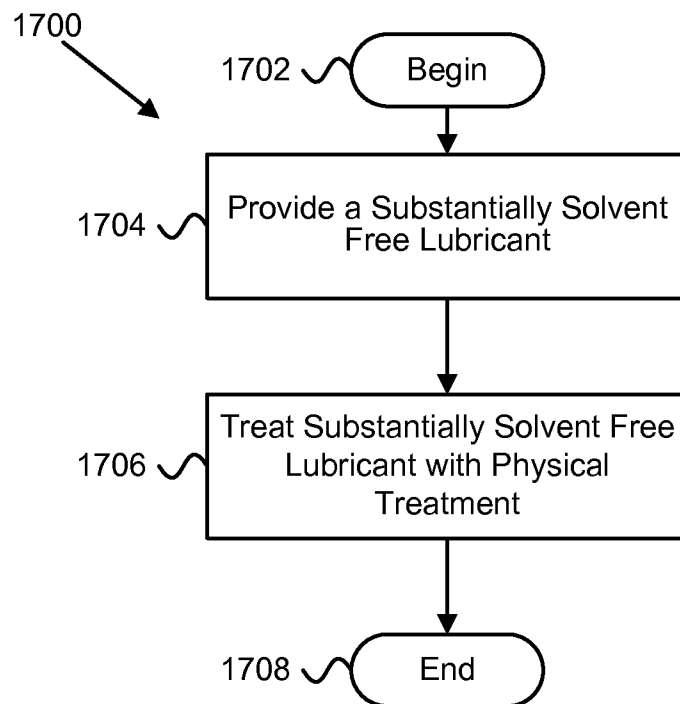 1700
1702
Begin
1704
Provide a Substantially Solvent
Free Lubricant
1706
Treat Substantially Solvent Free
Lubricant with Physical
Treatment
1708
End